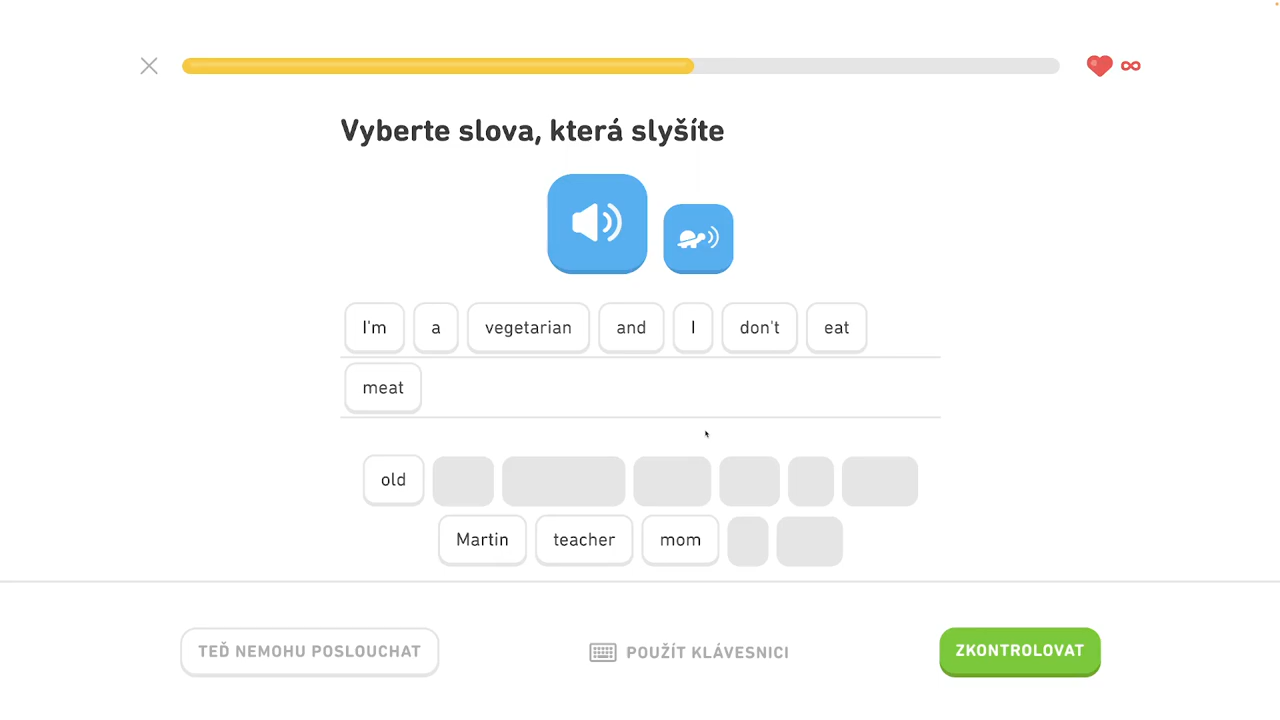 Vyberte slova, která slyšíte
I'm a vegetarian and I don't eat
meat
old
Martin teacher mom
TEĎ NEMOHU POSLOUCHAT POUŽÍT KLÁVESNICI ZKONTROLOVAT